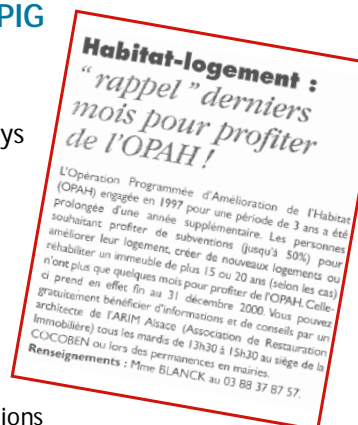 PIG
Habitat-logement :
“ rappel ” derniers
mois pour profiter
de l’OPAH !
ys
L’Opération Programmée d’Amélioration de l’Habitat
(OPAH) engagée en 1997 pour une période de 3 ans a été
prolongée d’une année supplémentaire. Les personnes
souhaitant profiter de subventions (jusqu’à 50%) pour
améliorer leur logement, créer de nouveaux logements ou
réhabiliter un immeuble de plus 15 ou 20 ans (selon les cas)
n’ont plus que quelques mois pour profiter de l’OPAH. Celle-
ci prend en effet fin au 31 décembre 2000. Vous pouvez
gratuitement bénéficier d’informations et de conseils par un
architecte de l’ARIM Alsace (Association de Restauration
Immobilière) tous les mardis de 13h30 à 15h30 au siège de la
COCOBEN ou lors des permanences en mairies.
Renseignements : Mme BLANCK au 03 88 37 87 57.
ions